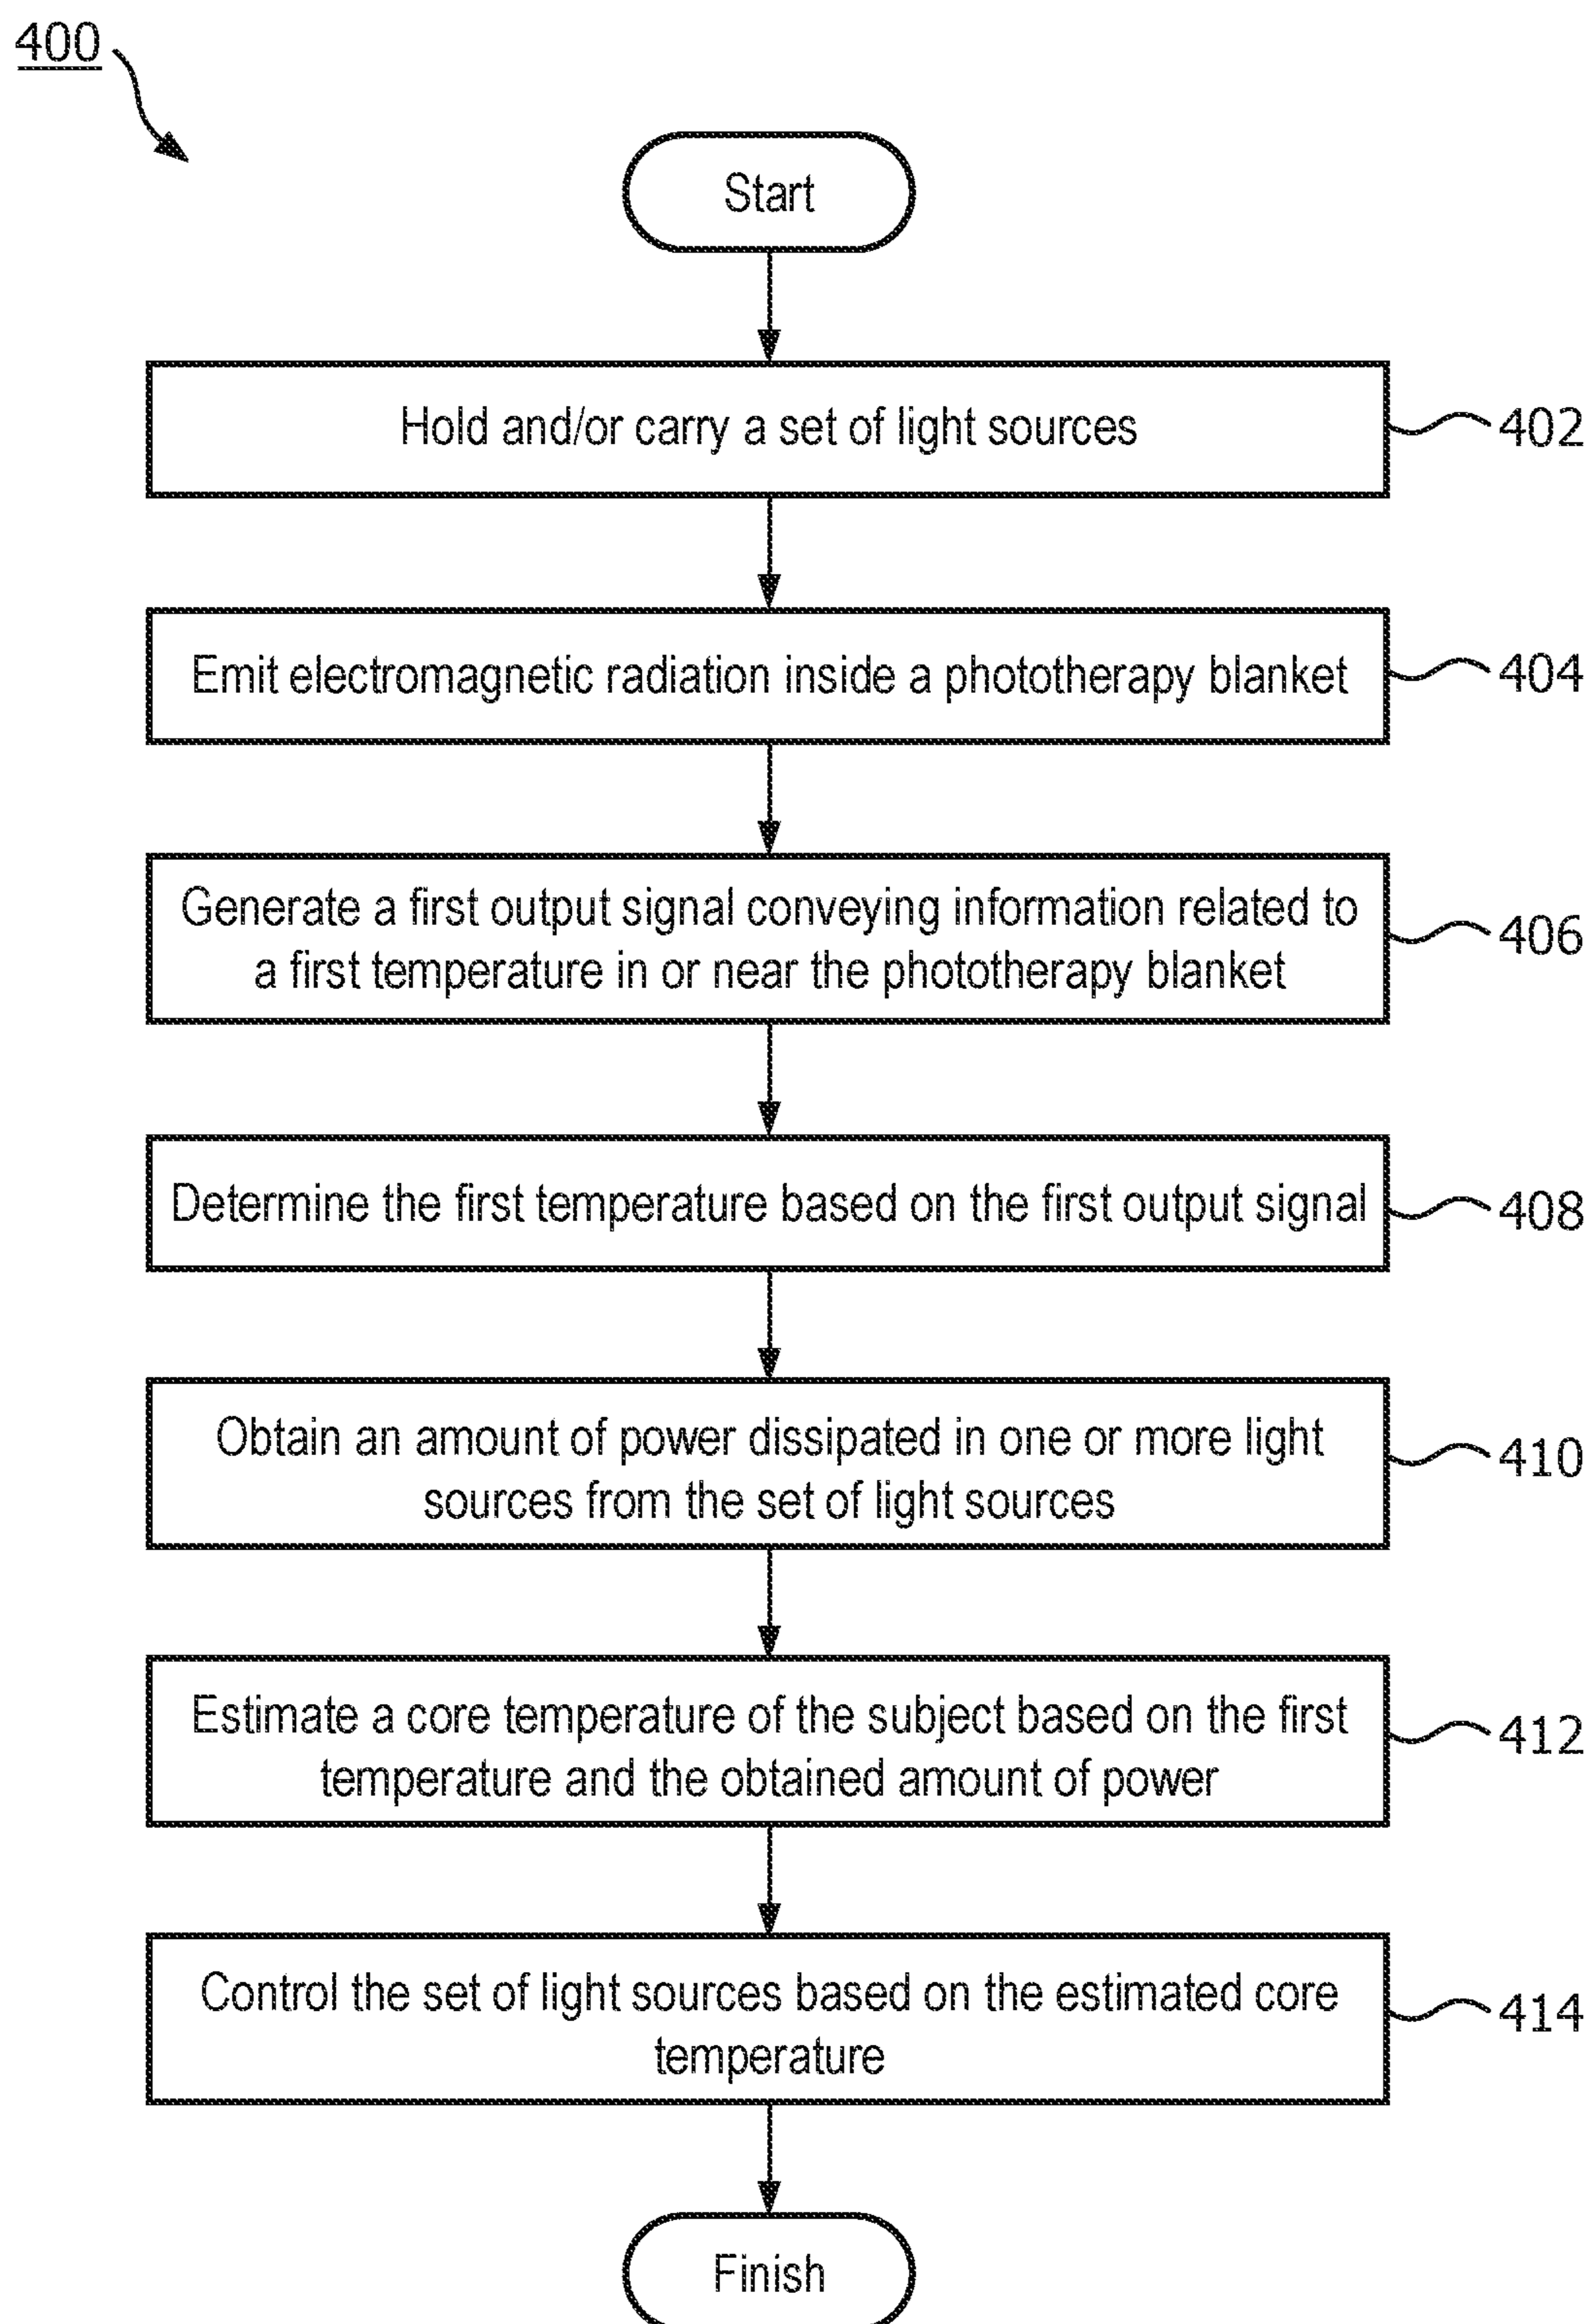 400
Start
Hold and/or carry a set of light sources
402
Emit electromagnetic radiation inside a phototherapy blanket
404
Generate a first output signal conveying information related to
a first temperature in or near the phototherapy blanket
406
Determine the first temperature based on the first output signal
408
Obtain an amount of power dissipated in one or more light
sources from the set of light sources
410
Estimate a core temperature of the subject based on the first
temperature and the obtained amount of power
412
Control the set of light sources based on the estimated core
temperature
414
Finish